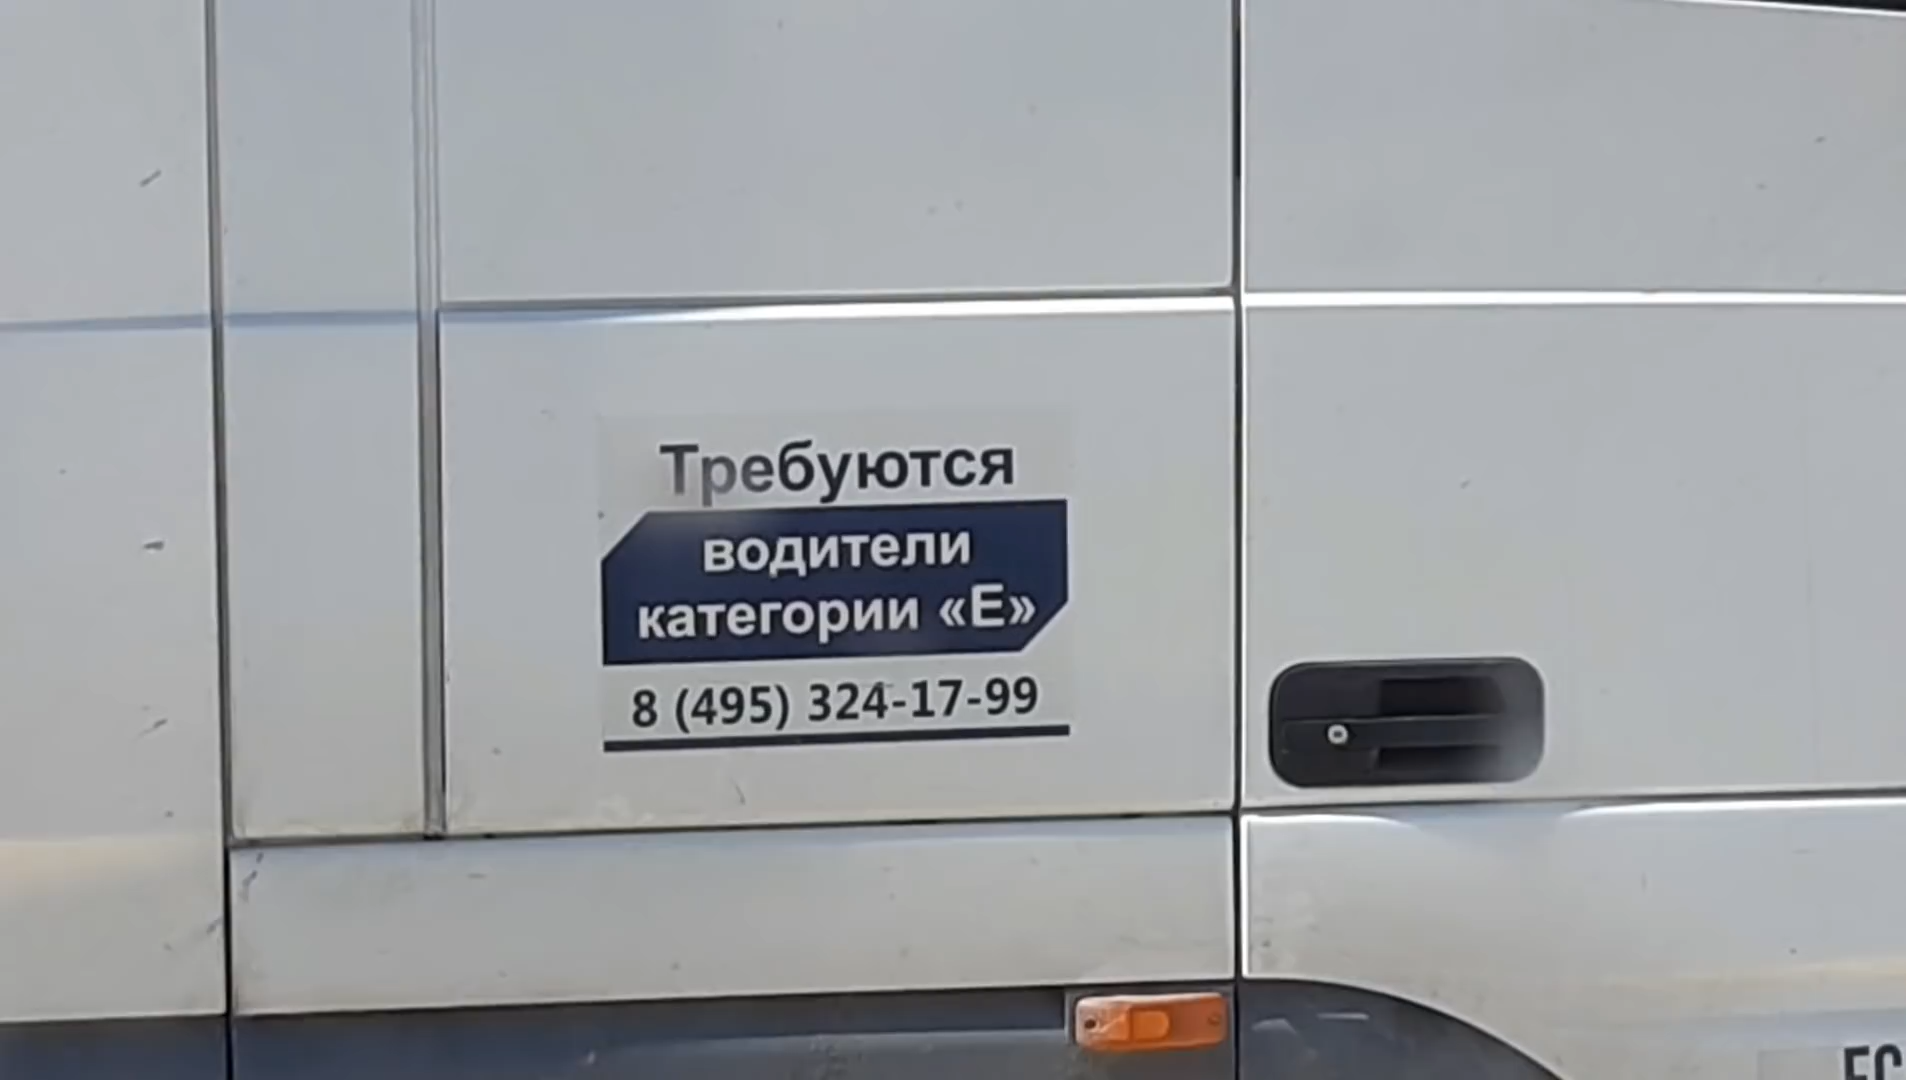 Требуются
водители
категории «Е»
8 (495) 324-17-99